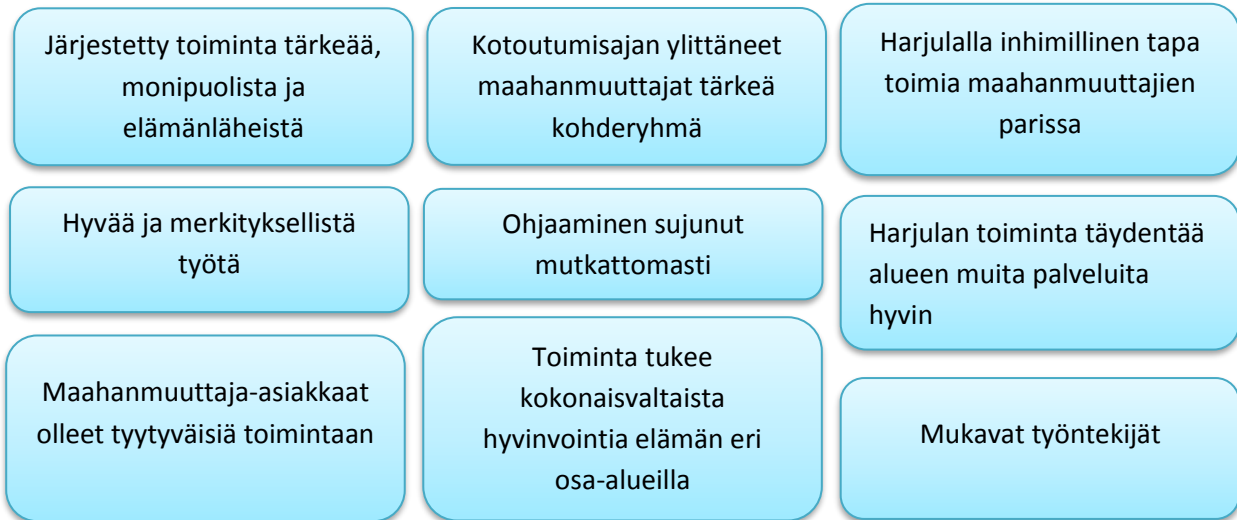 Järjestetty toiminta tärkeää,
monipuolista ja
elämänläheistä
Kotoutumisajan ylittäneet
maahanmuuttajat tärkeä
kohderyhmä
Harjulalla inhimillinen tapa
toimia maahanmuuttajien
parissa
Hyvää ja merkityksellistä
työtä
Ohjaaminen sujunut
mutkattomasti
Harjulan toiminta täydentää
alueen muita palveluita
hyvin
Maahanmuuttaja-asiakkaat
olleet tyytyväisiä toimintaan
Toiminta tukee
kokonaisvaltaista
hyvinvointia elämän eri
osa-alueilla
Mukavat työntekijät